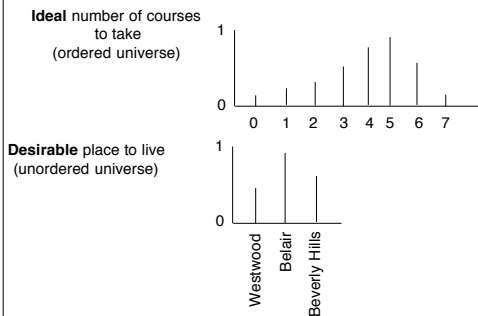 Ideal number of courses
to take
(ordered universe)
1
0
0 1 2 3 4 5 6 7
Desirable place to live
(unordered universe)
1
0
Westwood
Belair
Beverly Hills